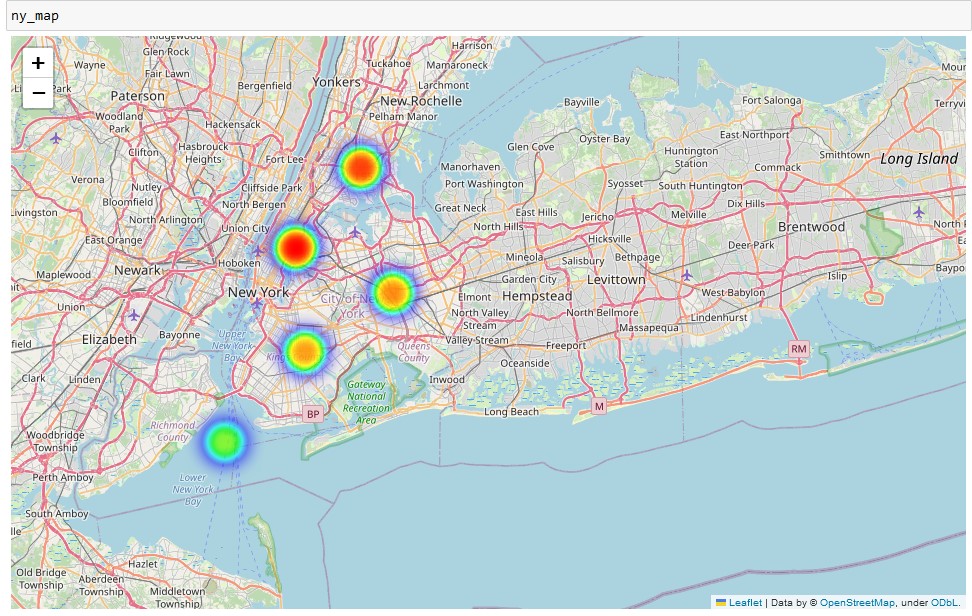 ny_map
+
−
Ridgewood
Glen Rock
Wayne
Fair Lawn
Paterson
Woodland
Park
Clifton
Hasbrouck
Heights
Hackensack
Bergenfield
Verona
Nutley
Bloomfield
Livingston
North Arlington
East Orange
Maplewood
Newark
Union
Elizabeth
Bayonne
Clark
Linden
Woodbridge
Township
Perth Amboy
South Amboy
Old Bridge
Township
Hazlet
Aberdeen
Township
Middletown
Township
Harrison
Tuckahoe
Mamaroneck
Larchmont
Yonkers
New Rochelle
Pelham Manor
Fort Lee
Cliffside Park
North Bergen
Union City
Hoboken
New York
City of Ne
York
Upper
New York
Bay
King
Queens
County
Richmond
County
Lower
New York
Bay
BP
Gateway
National
Recreation
Area
Bayville
Glen Cove
Oyster Bay
Manorhaven
Port Washington
Great Neck
East Hills
North Hills
Jericho
Syosset
Hicksville
Mineola
Salisbury
Bethpage
Garden City
Levittown
Elmont
Hempstead
North Valley
Stream
North Bellmore
Valley Stream
Freeport
Massapequa
Oceanside
Inwood
Long Beach
M
Fort Salonga
East Northport
Huntington
Station
Commack
Smithtown
Long Island
South Huntington
Dix Hills
Melville
Brentwood
Deer Park
Islip
West Babylon
Lindenhurst
RM
Leaflet | Data by © OpenStreetMap, under ODbL.